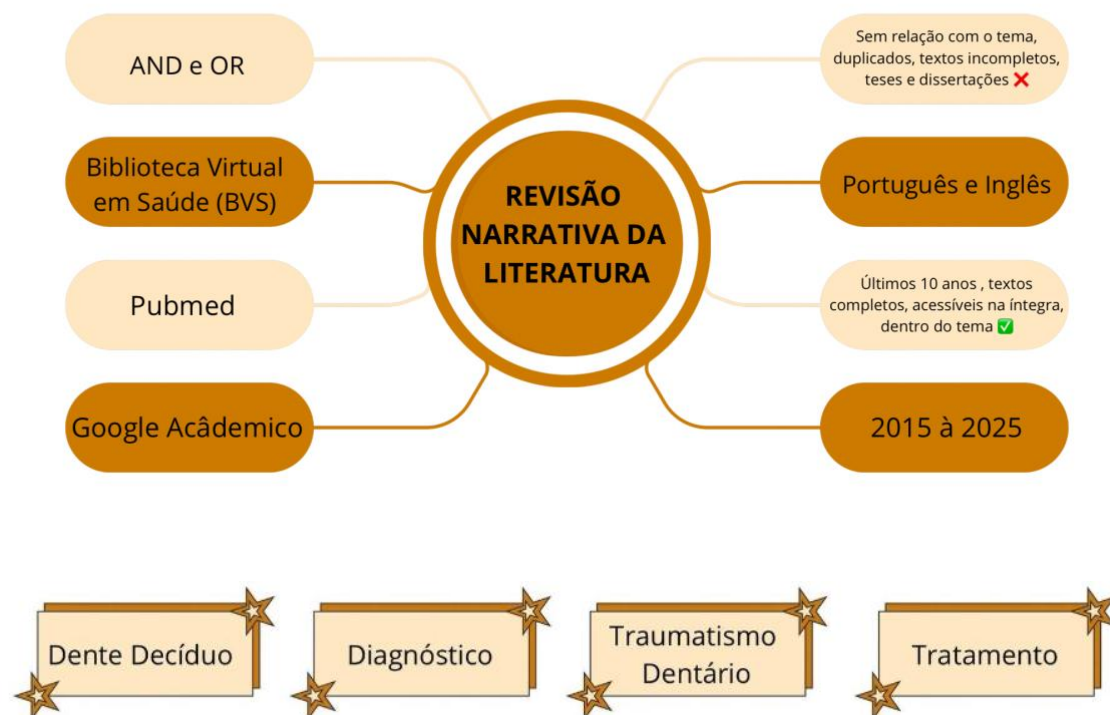 AND e OR
Biblioteca Virtual
em Saúde (BVS)
Pubmed
Google Acâdemico
REVISÃO
NARRATIVA DA
LITERATURA
Sem relação com o tema,
duplicados, textos incompletos,
teses e dissertações ❌
Português e Inglês
Últimos 10 anos , textos
completos, acessíveis na íntegra,
dentro do tema ✅
2015 à 2025
Dente Decíduo
Diagnóstico
Traumatismo
Dentário
Tratamento